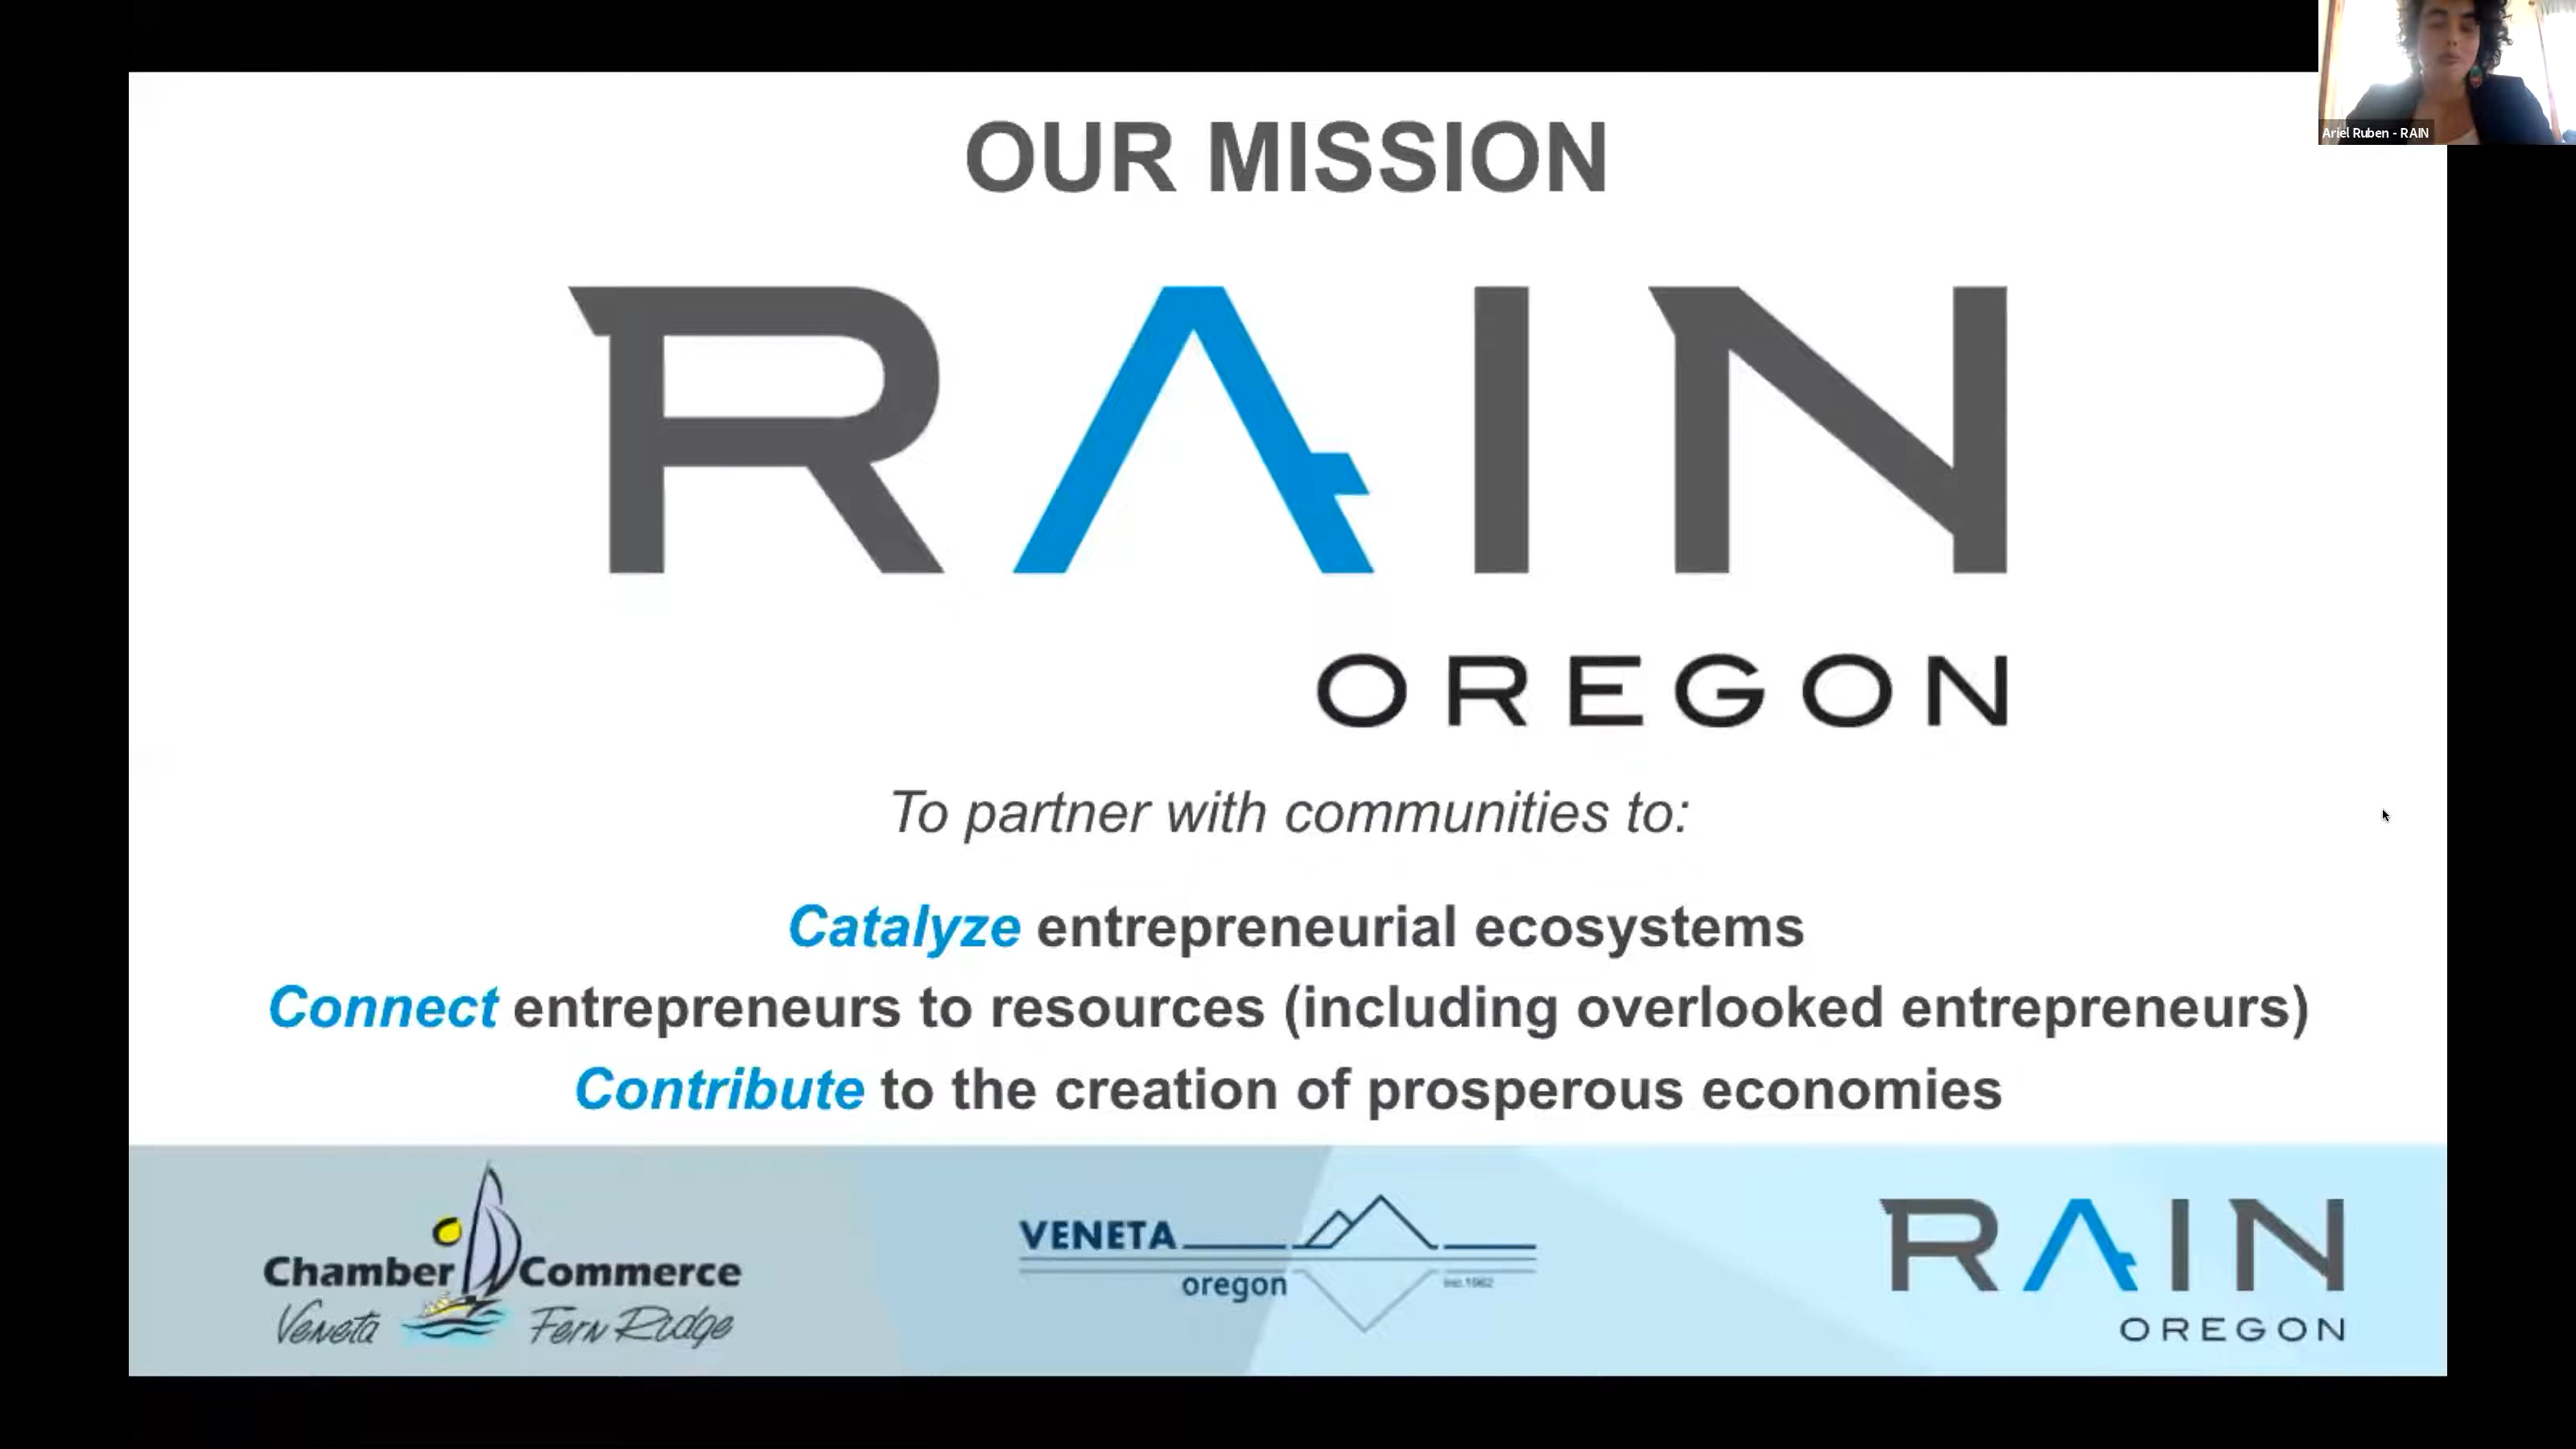 Ariel Ruben - RAIN
OUR MISSION
RAIN
OREGON
To partner with communities to:
Catalyze entrepreneurial ecosystems
Connect entrepreneurs to resources (including overlooked entrepreneurs)
Contribute to the creation of prosperous economies
Chamber Commerce
Veneta Fern Ridge
VENETA
oregon
Inc.1962
RAIN
OREGON